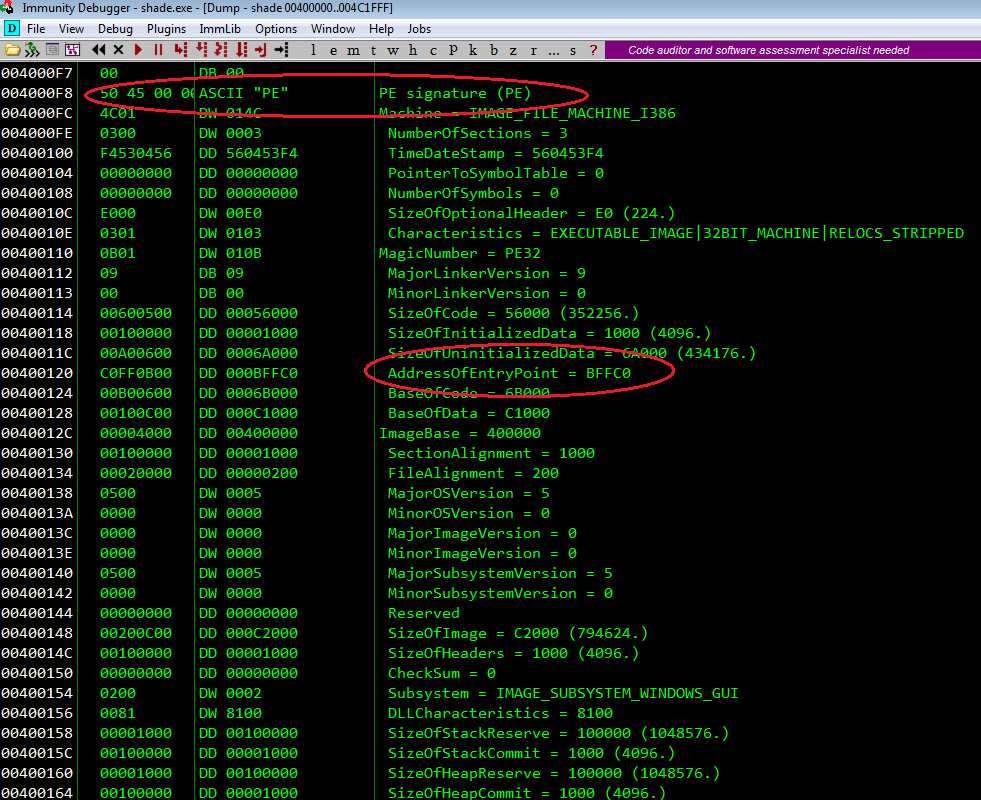 Immunity Debugger - shade.exe - [Dump - shade 00400000..004C1FFF]
D File View Debug Plugins ImmLib Options Window Help Jobs
l e m t w h c P k b z r ... s ? Code auditor and software assessment specialist needed
004000F7 00 DB 00
004000F8 50 45 00 00 ASCII "PE" PE signature (PE)
004000FC 4C01 DW 014C Machine = IMAGE_FILE_MACHINE_I386
004000FE 0300 DW 0003 NumberOfSections = 3
00400100 F4530456 DD 560453F4 TimeDateStamp = 560453F4
00400104 00000000 DD 00000000 PointerToSymbolTable = 0
00400108 00000000 DD 00000000 NumberOfSymbols = 0
0040010C E000 DW 00E0 SizeOfOptionalHeader = E0 (224.)
0040010E 0301 DW 0103 Characteristics = EXECUTABLE_IMAGE|32BIT_MACHINE|RELOCS_STRIPPED
00400110 0B01 DW 010B MagicNumber = PE32
00400112 09 DB 09 MajorLinkerVersion = 9
00400113 00 DB 00 MinorLinkerVersion = 0
00400114 00600500 DD 00056000 SizeOfCode = 56000 (352256.)
00400118 00100000 DD 00001000 SizeOfInitializedData = 1000 (4096.)
0040011C 00A00600 DD 0006A000 SizeOfUninitializedData = 6A000 (434176.)
00400120 C0FF0B00 DD 000BFFC0 AddressOfEntryPoint = BFFC0
00400124 00B00600 DD 0006B000 BaseOfCode = 6B000
00400128 00100C00 DD 000C1000 BaseOfData = C1000
0040012C 00004000 DD 00400000 ImageBase = 400000
00400130 00100000 DD 00001000 SectionAlignment = 1000
00400134 00020000 DD 00000200 FileAlignment = 200
00400138 0500 DW 0005 MajorOSVersion = 5
0040013A 0000 DW 0000 MinorOSVersion = 0
0040013C 0000 DW 0000 MajorImageVersion = 0
0040013E 0000 DW 0000 MinorImageVersion = 0
00400140 0500 DW 0005 MajorSubsystemVersion = 5
00400142 0000 DW 0000 MinorSubsystemVersion = 0
00400144 00000000 DD 00000000 Reserved
00400148 00200C00 DD 000C2000 SizeOfImage = C2000 (794624.)
0040014C 00100000 DD 00001000 SizeOfHeaders = 1000 (4096.)
00400150 00000000 DD 00000000 CheckSum = 0
00400154 0200 DW 0002 Subsystem = IMAGE_SUBSYSTEM_WINDOWS_GUI
00400156 0081 DW 8100 DLLCharacteristics = 8100
00400158 00001000 DD 00100000 SizeOfStackReserve = 100000 (1048576.)
0040015C 00100000 DD 00001000 SizeOfStackCommit = 1000 (4096.)
00400160 00001000 DD 00100000 SizeOfHeapReserve = 100000 (1048576.)
00400164 00100000 DD 00001000 SizeOfHeapCommit = 1000 (4096.)